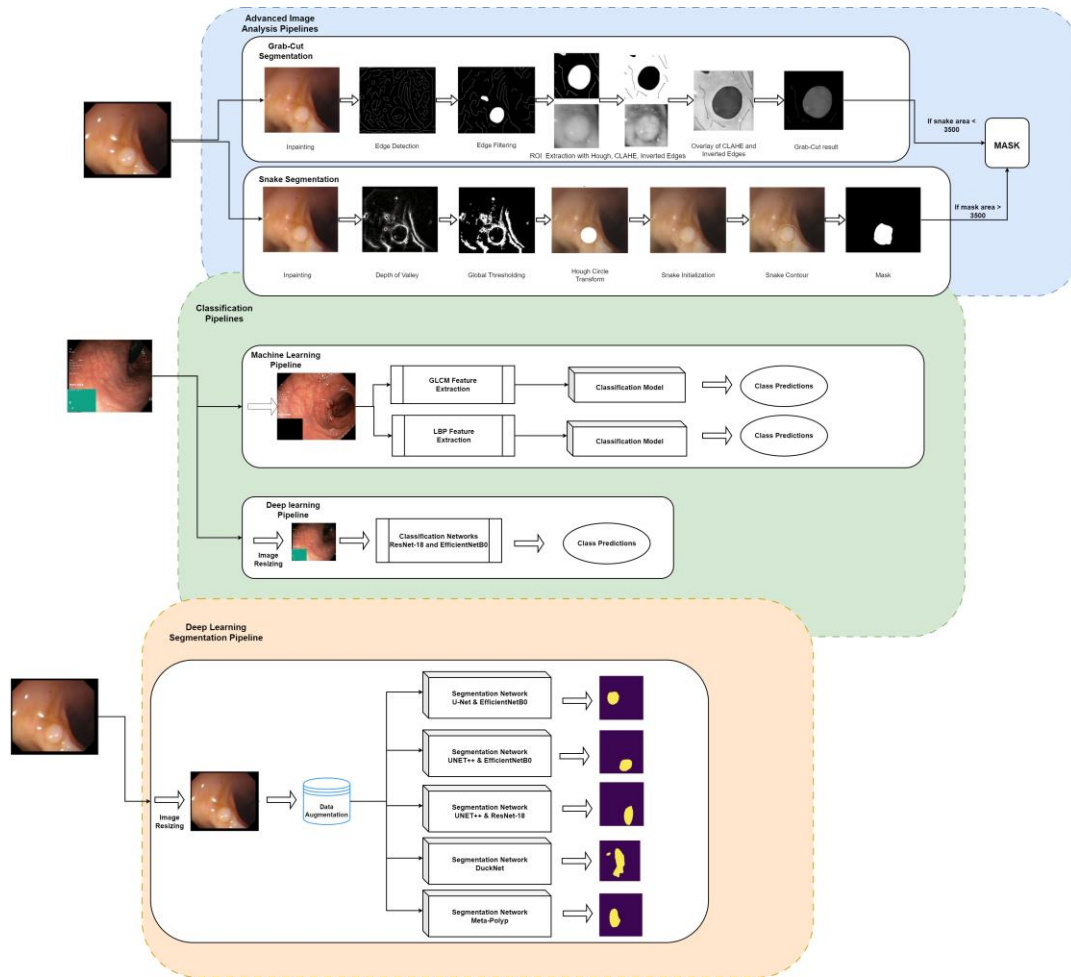 Advanced Image
Analysis Pipelines
Grab-Cut
Segmentation
Inpainting
Edge Detection
Edge Filtering
ROI Extraction with Hough, CLAHE, Inverted Edges
Overlay of CLAHE and
Inverted Edges
Grab-Cut result
If snake area <
3500
MASK
Snake Segmentation
If mask area >
3500
Inpainting
Depth of Valley
Global Thresholding
Hough Circle
Transform
Snake Initialization
Snake Contour
Mask
Classification
Pipelines
Machine Learning
Pipeline
GLCM Feature
Extraction
Classification Model
Class Predictions
LBP Feature
Extraction
Classification Model
Class Predictions
Deep learning
Pipeline
Image
Resizing
Classification Networks
ResNet-18 and EfficientNetB0
Class Predictions
Deep Learning
Segmentation Pipeline
Image
Resizing
Data
Augmentation
Segmentation Network
U-Net & EfficientNetB0
Segmentation Network
UNET++ & EfficientNetB0
Segmentation Network
UNET++ & ResNet-18
Segmentation Network
DuckNet
Segmentation Network
Meta-Polyp